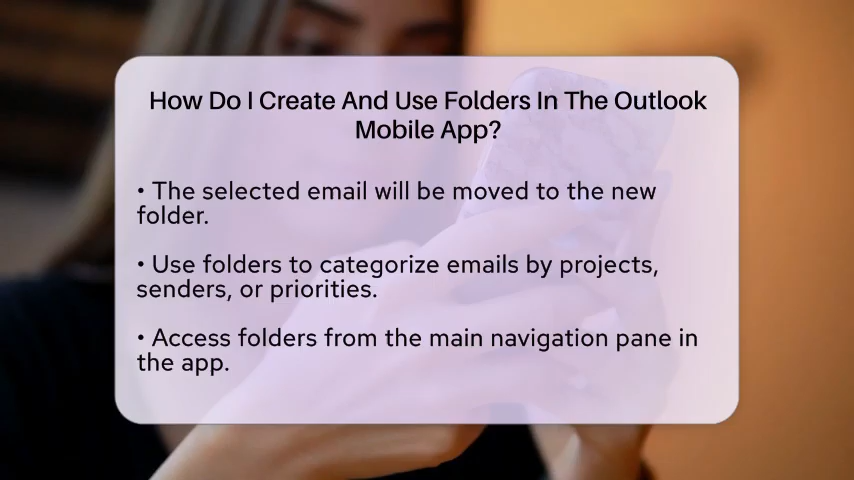 How Do I Create And Use Folders In The Outlook
Mobile App?
• The selected email will be moved to the new
folder.
• Use folders to categorize emails by projects,
senders, or priorities.
• Access folders from the main navigation pane in
the app.